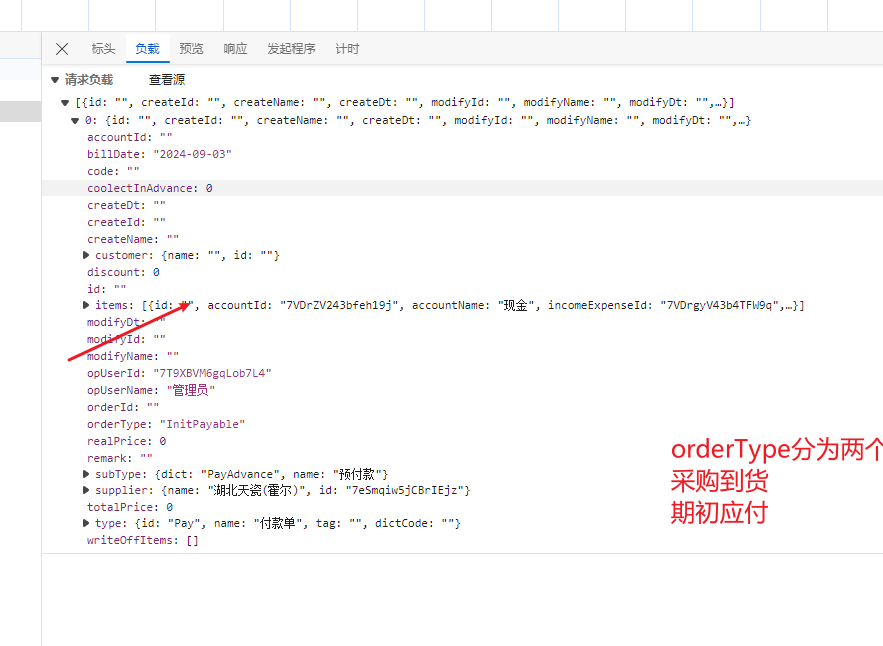 标头 负载 预览 响应 发起程序 计时
请求负载 查看源
[{id: "", createId: "", createName: "", createDt: "", modifyId: "", modifyName: "", modifyDt: "",…}]
0: {id: "", createId: "", createName: "", createDt: "", modifyId: "", modifyName: "", modifyDt: "",…}
accountId: ""
billDate: "2024-09-03"
code: ""
coolectInAdvance: 0
createDt: ""
createId: ""
createName: ""
customer: {name: "", id: ""}
discount: 0
id: ""
items: [{id: "", accountId: "7VDrZV243bfeh19j", accountName: "现金", incomeExpenseId: "7VDrgyV43b4TFW9q",…}]
modifyDt: ""
modifyId: ""
modifyName: ""
opUserId: "7T9XBVM6gqLob7L4"
opUserName: "管理员"
orderId: ""
orderType: "InitPayable"
realPrice: 0
remark: ""
subType: {dict: "PayAdvance", name: "预付款"}
supplier: {name: "湖北天瓷(霍尔)", id: "7eSmqiw5jCBrIEjz"}
totalPrice: 0
type: {id: "Pay", name: "付款单", tag: "", dictCode: ""}
writeOffItems: []
orderType分为两个
采购到货
期初应付